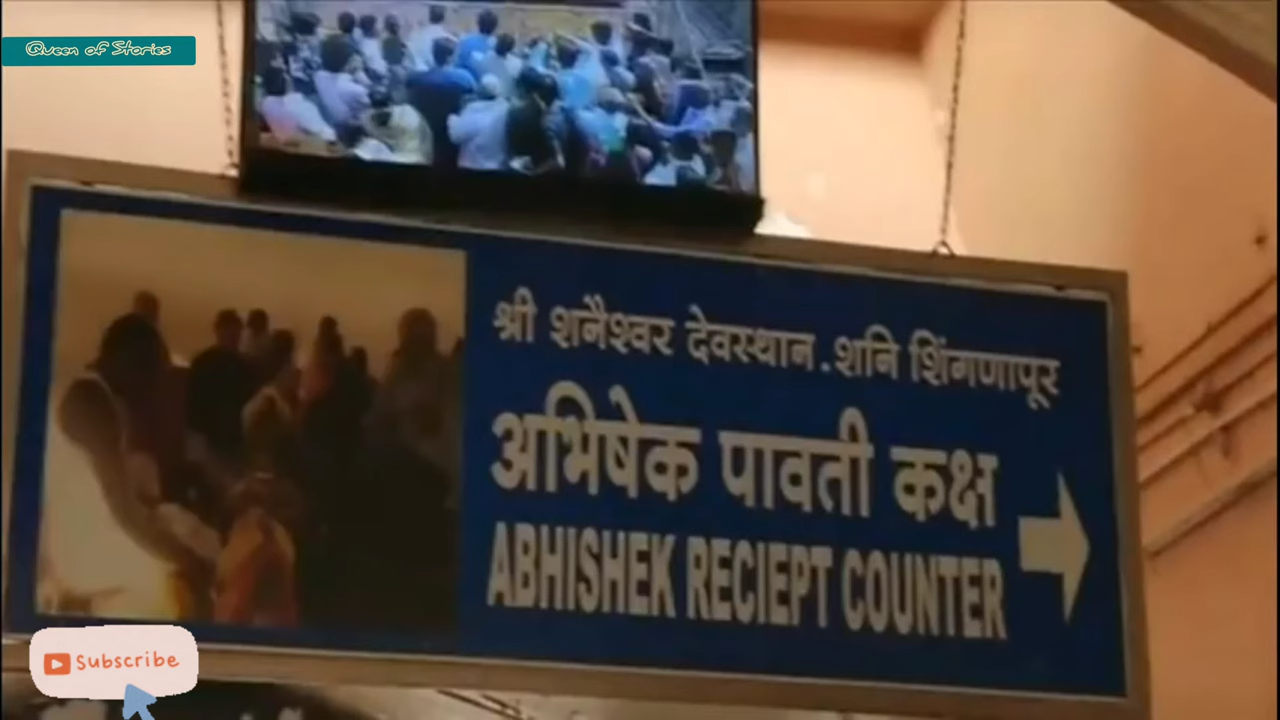 Queen of Stories
श्री शनैश्वर देवस्थान.शनि शिंगणापूर
अभिषेक पावती कक्ष
ABHISHEK RECIEPT COUNTER
Subscribe